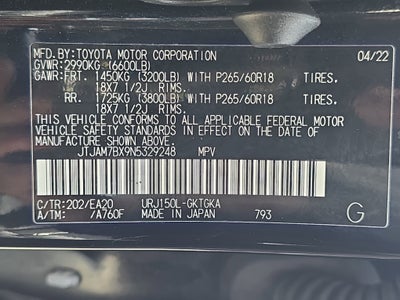 MFD.BY:TOYOTA MOTOR CORPORATION 04/22
GVWR:2990KG (6600LB)
GAWR:FRT. 1450KG (3200LB) WITH P265/60R18 TIRES.
18X7 1/2J RIMS.
RR. 1725KG (3800LB) WITH P265/60R18 TIRES.
18X7 1/2J RIMS.
THIS VEHICLE CONFORMS TO ALL APPLICABLE FEDERAL MOTOR
VEHICLE SAFETY STANDARDS IN EFFECT ON THE DATE OF
MANUFACTURE SHOWN ABOVE.
JTJAM7BX9N5329248 MPV
C/TR:202/EA20 URJ150L-GKTGKA
A/TM: /A760F MADE IN JAPAN 793 G